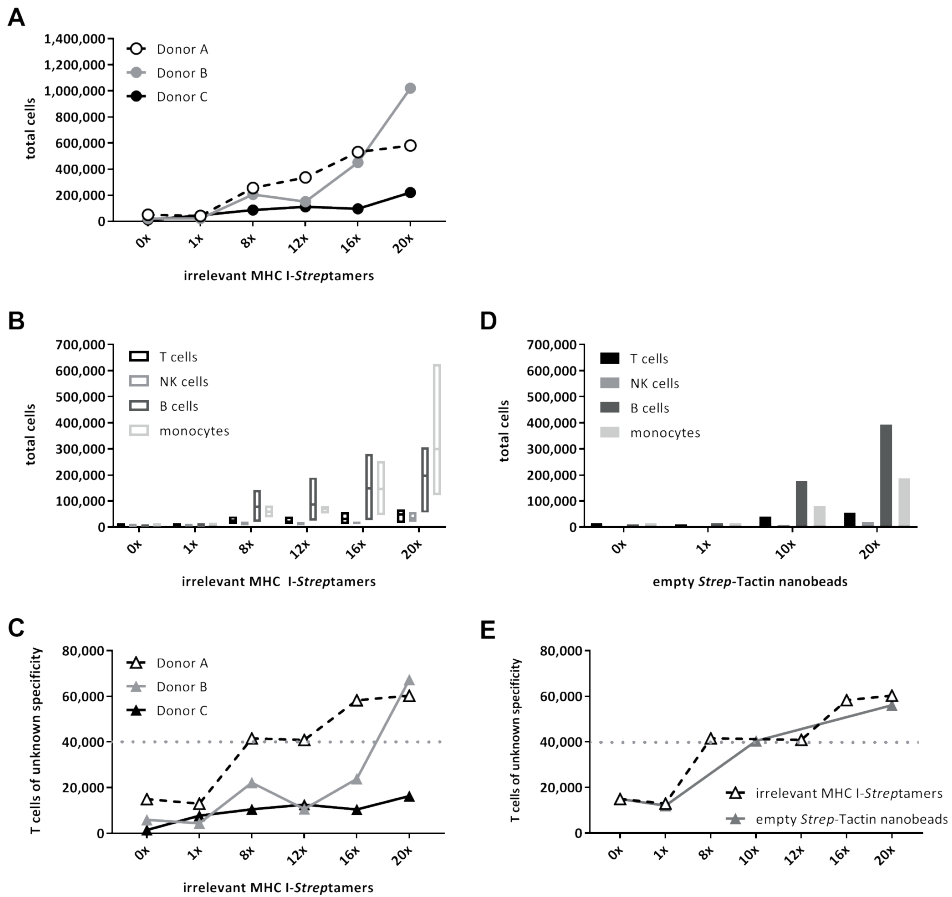 A
total cells
1,400,000
1,200,000
1,000,000
800,000
600,000
400,000
200,000
0
Donor A
Donor B
Donor C
0x
1x
8x
12x
16x
20x
irrelevant MHC I-Streptamers
B
total cells
700,000
600,000
500,000
400,000
300,000
200,000
100,000
0
T cells
NK cells
B cells
monocytes
0x
1x
8x
12x
16x
20x
irrelevant MHC I-Streptamers
D
total cells
700,000
600,000
500,000
400,000
300,000
200,000
100,000
0
T cells
NK cells
B cells
monocytes
0x
1x
10x
20x
empty Strep-Tactin nanobeads
C
T cells of unknown specificity
80,000
60,000
40,000
20,000
0
Donor A
Donor B
Donor C
0x
1x
8x
12x
16x
20x
irrelevant MHC I-Streptamers
E
T cells of unknown specificity
80,000
60,000
40,000
20,000
0
irrelevant MHC I-Streptamers
empty Strep-Tactin nanobeads
0x
1x
8x
10x
12x
16x
20x